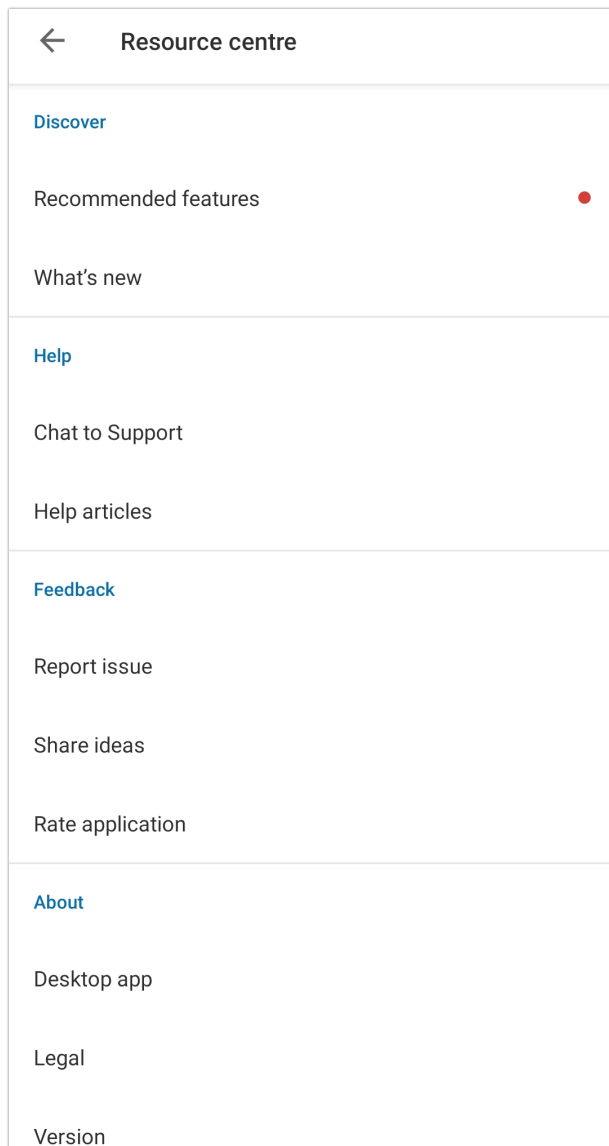 Resource centre
Discover
Recommended features
What’s new
Help
Chat to Support
Help articles
Feedback
Report issue
Share ideas
Rate application
About
Desktop app
Legal
Version